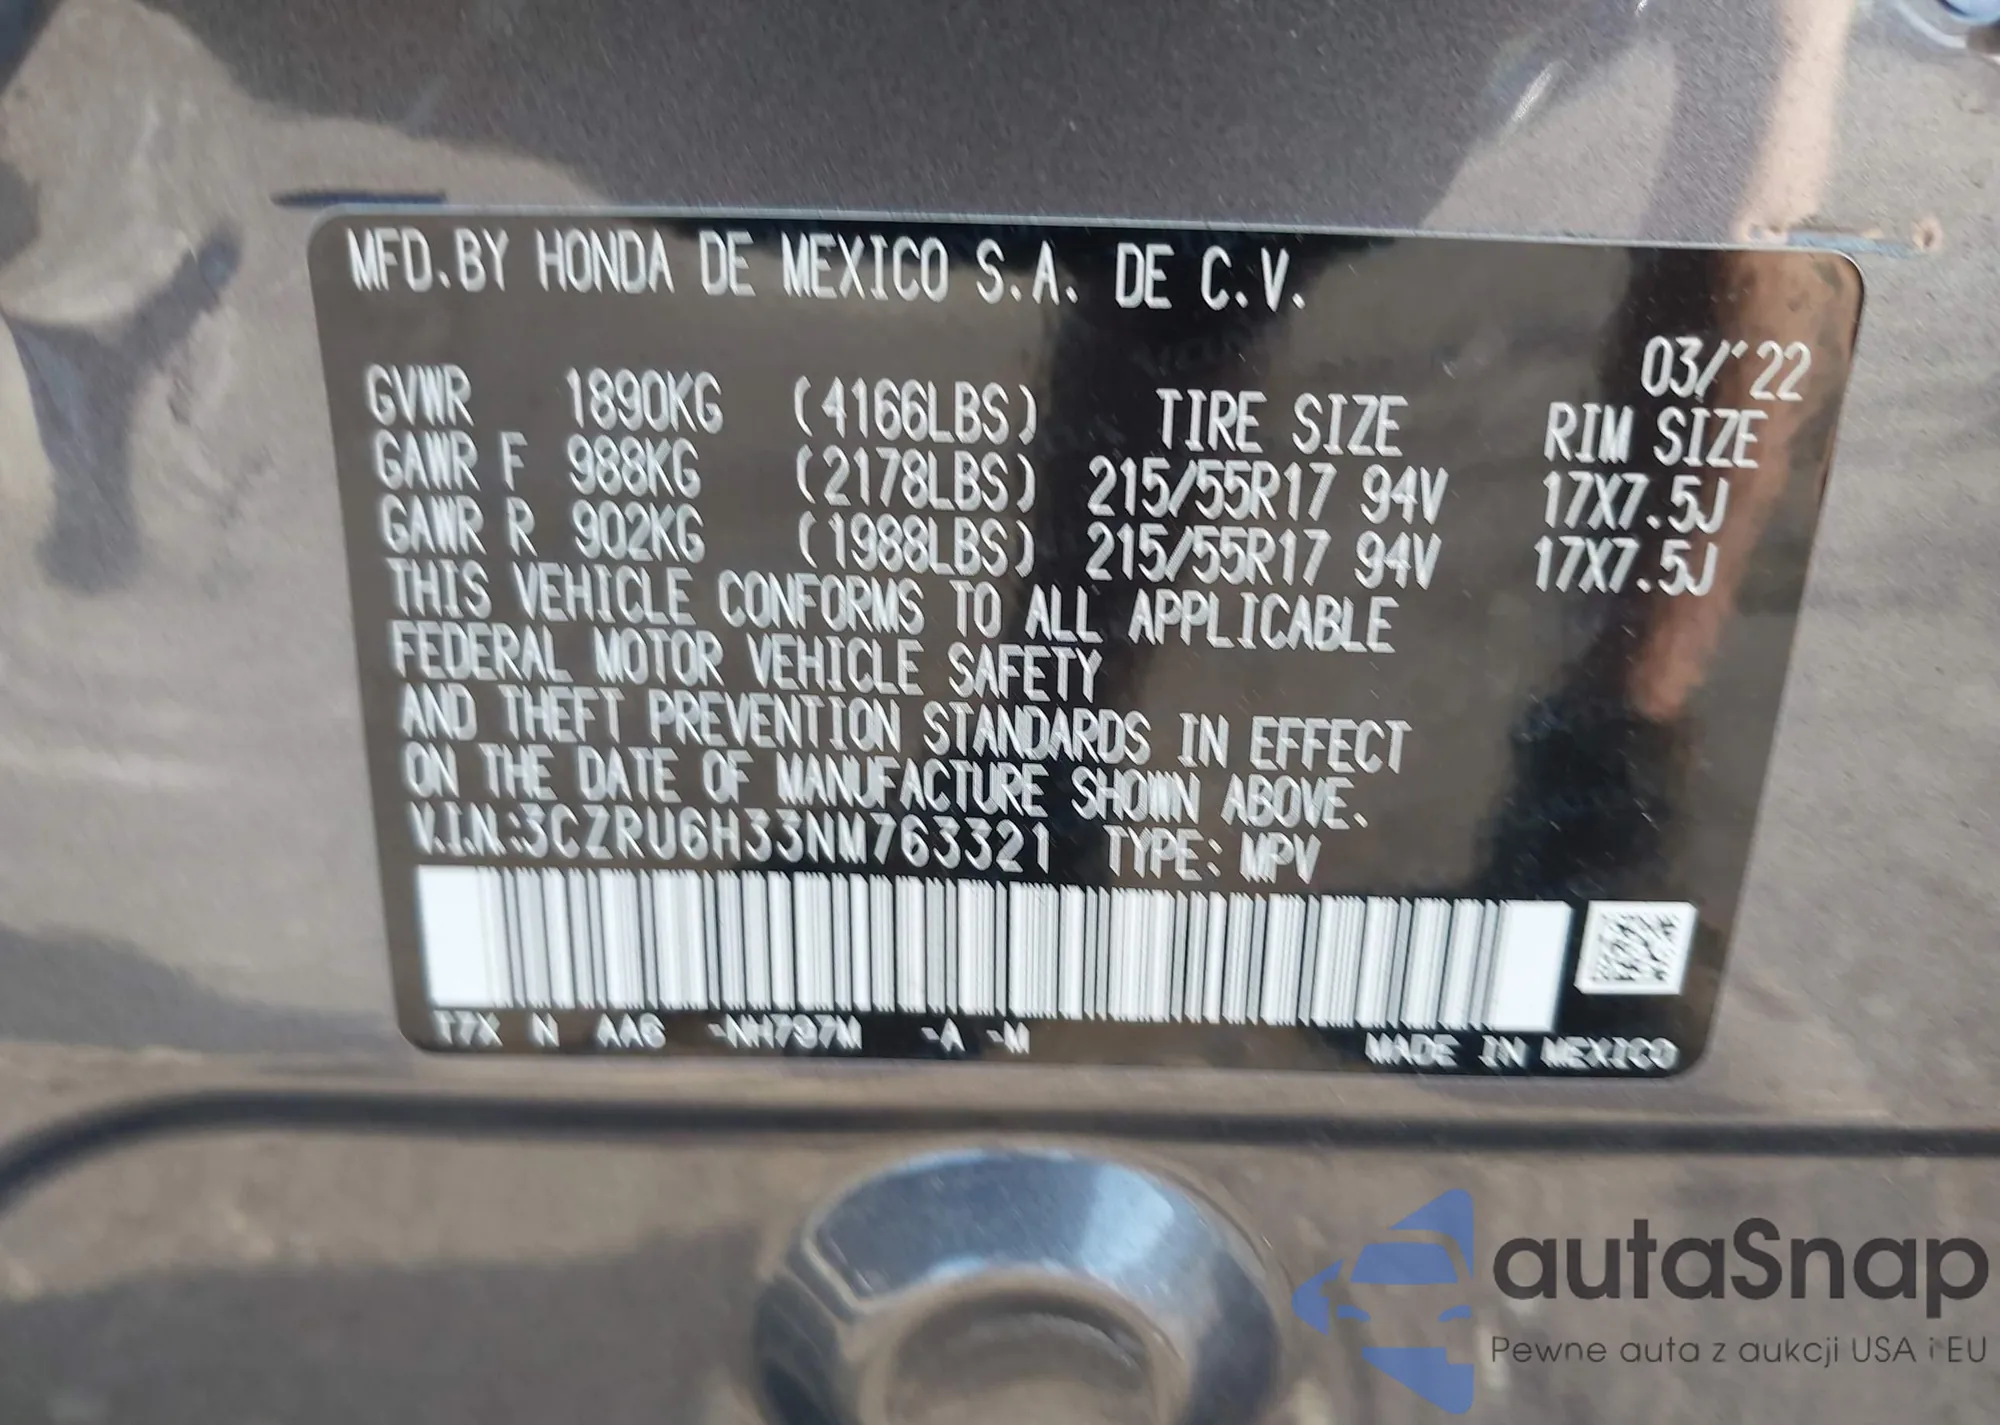 MFD.BY HONDA DE MEXICO S.A. DE C.V.
03/'22
GVWR 1890KG (4166LBS) TIRE SIZE RIM SIZE
GAWR F 988KG (2178LBS) 215/55R17 94V 17X7.5J
GAWR R 902KG (1988LBS) 215/55R17 94V 17X7.5J
THIS VEHICLE CONFORMS TO ALL APPLICABLE
FEDERAL MOTOR VEHICLE SAFETY
AND THEFT PREVENTION STANDARDS IN EFFECT
ON THE DATE OF MANUFACTURE SHOWN ABOVE.
V.I.N.:3CZRU6H33NM763321 TYPE: MPV
T7X N AA6 -NH797M -A -M
MADE IN MEXICO
autaSnap
Pewne auta z aukcji USA i EU